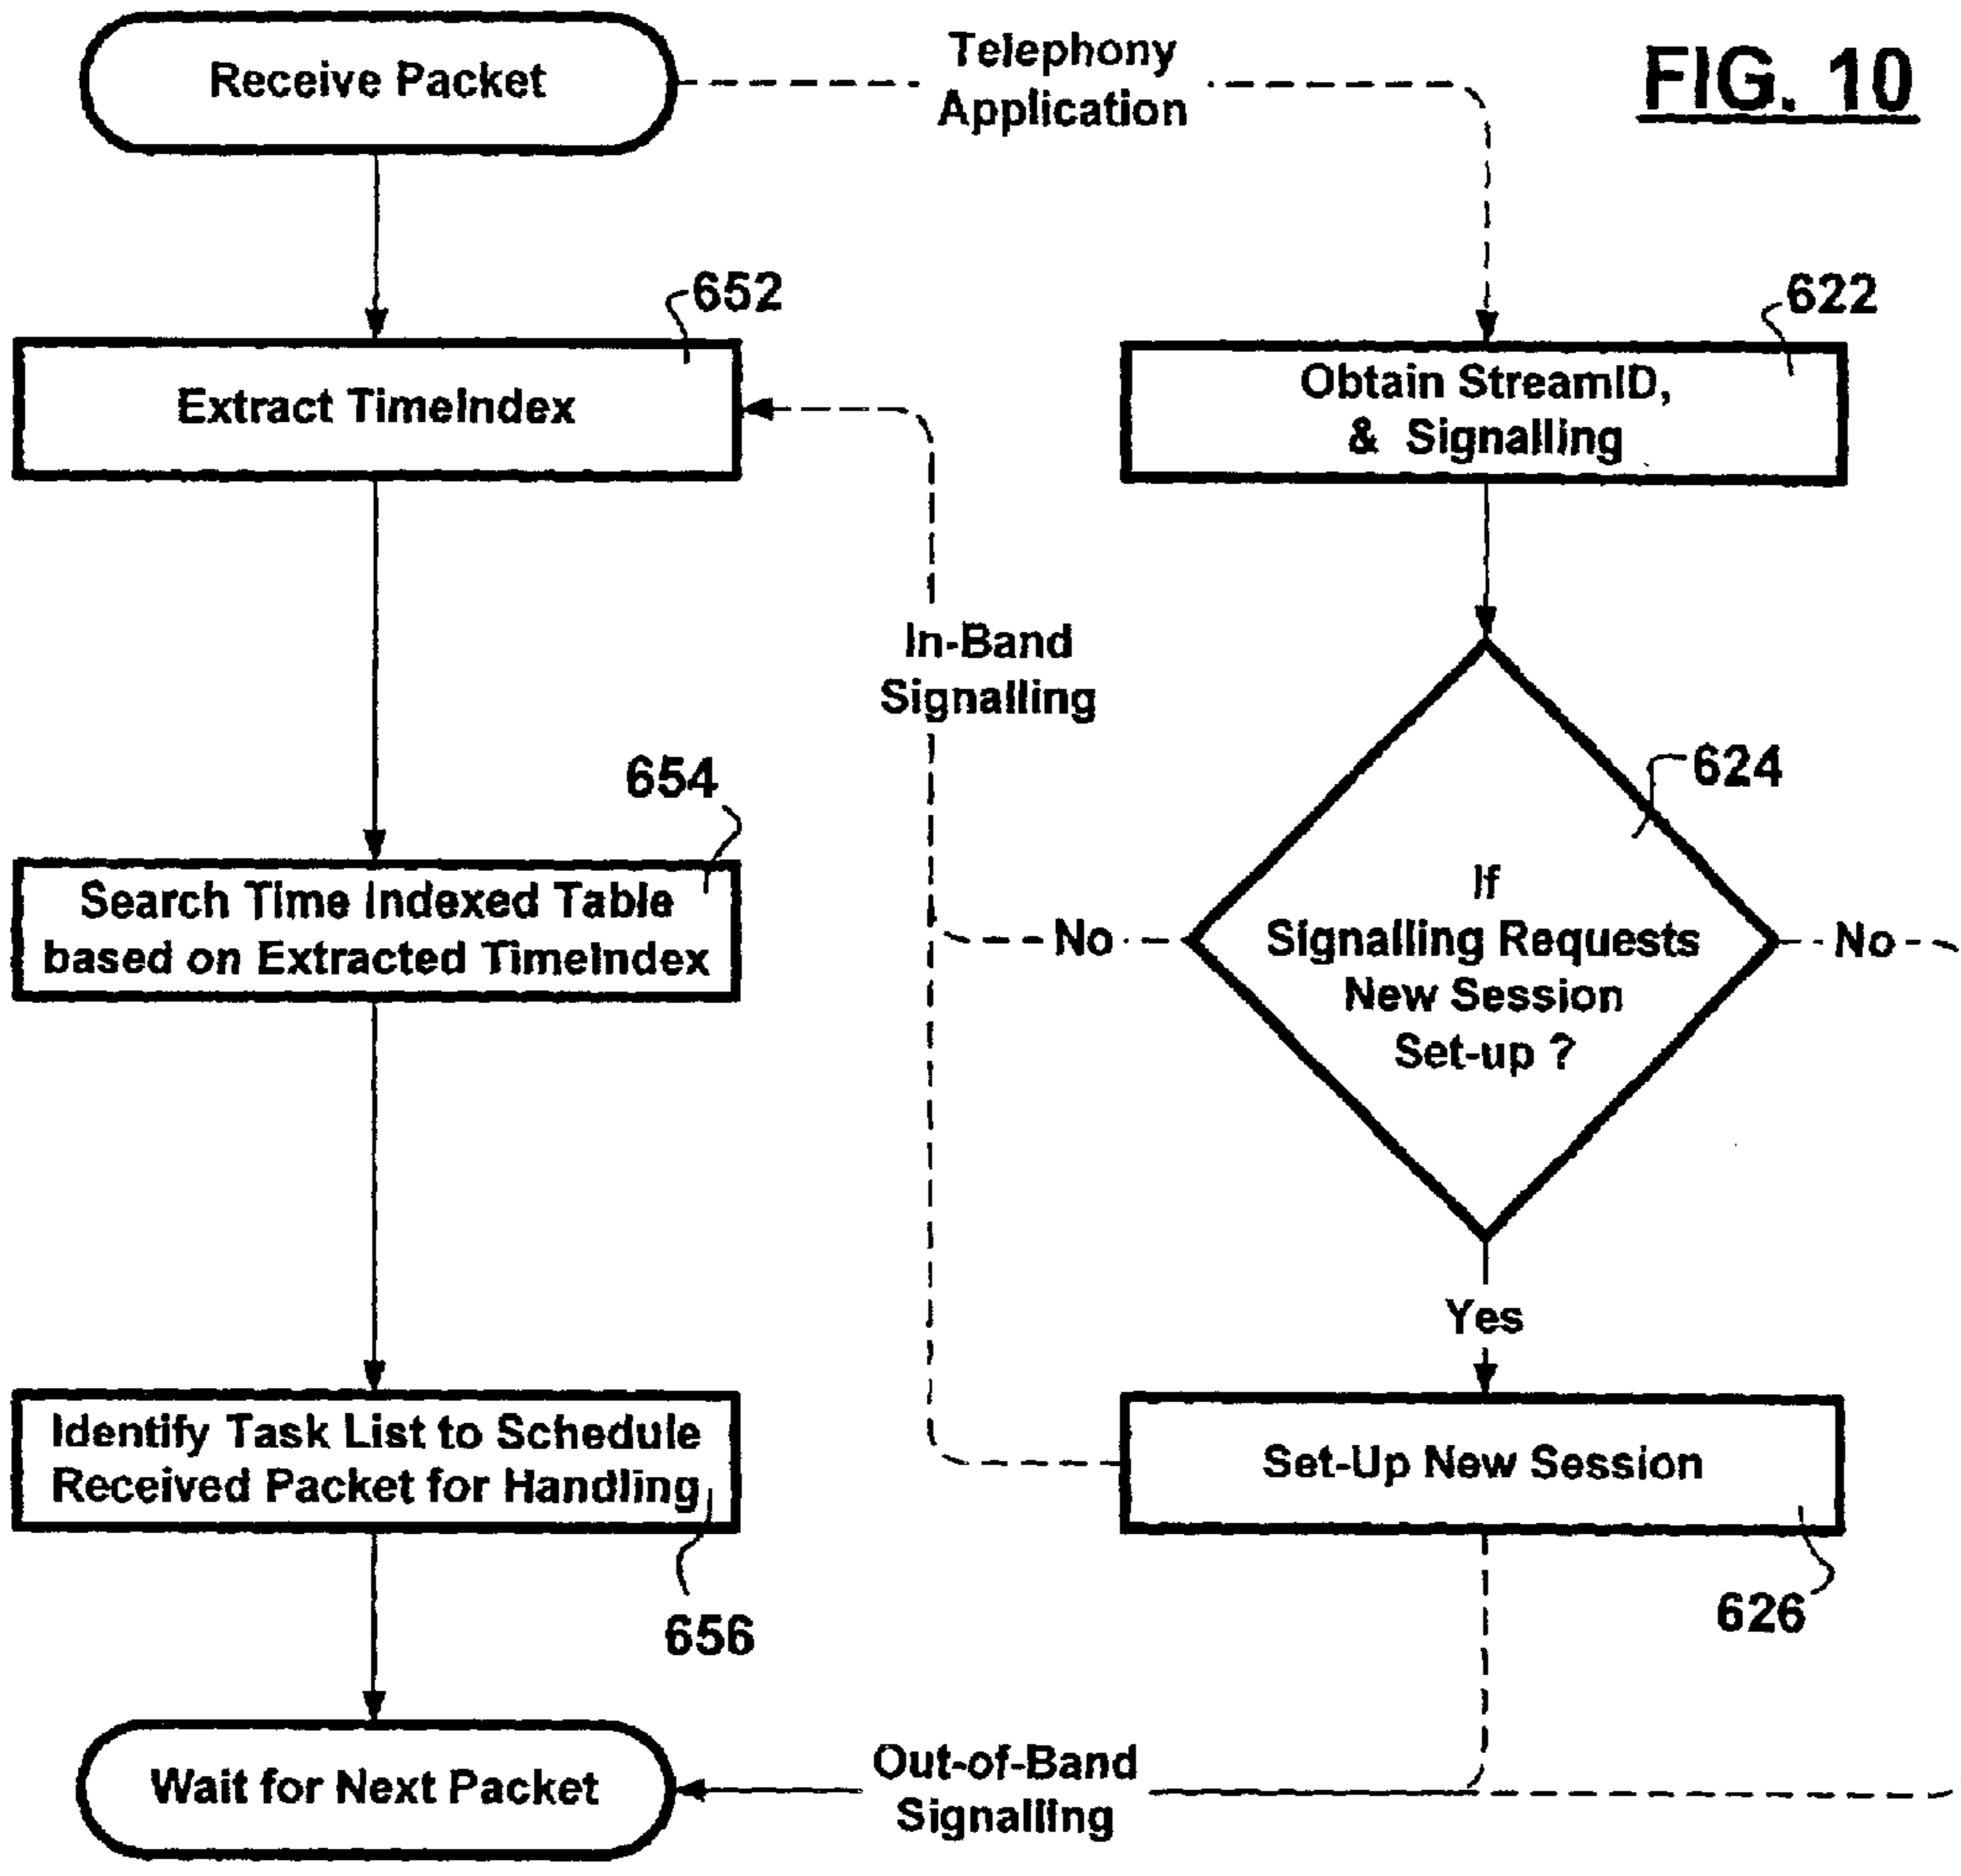 FIG. 10
Receive Packet
Telephony
Application
652
Extract TimeIndex
622
Obtain StreamID,
& Signalling
In-Band
Signalling
654
Search Time Indexed Table
based on Extracted TimeIndex
624
If
Signalling Requests
New Session
Set-up ?
No
No
Yes
Identify Task List to Schedule
Received Packet for Handling
656
Set-Up New Session
626
Wait for Next Packet
Out-of-Band
Signalling